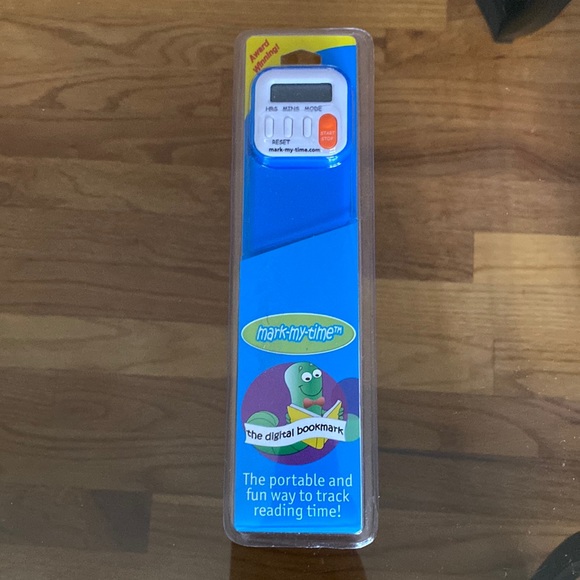 Award
Winning!
HRS MINS MODE
START
STOP
RESET
mark-my-time.com
mark-my-time™
the digital bookmark
The portable and
fun way to track
reading time!